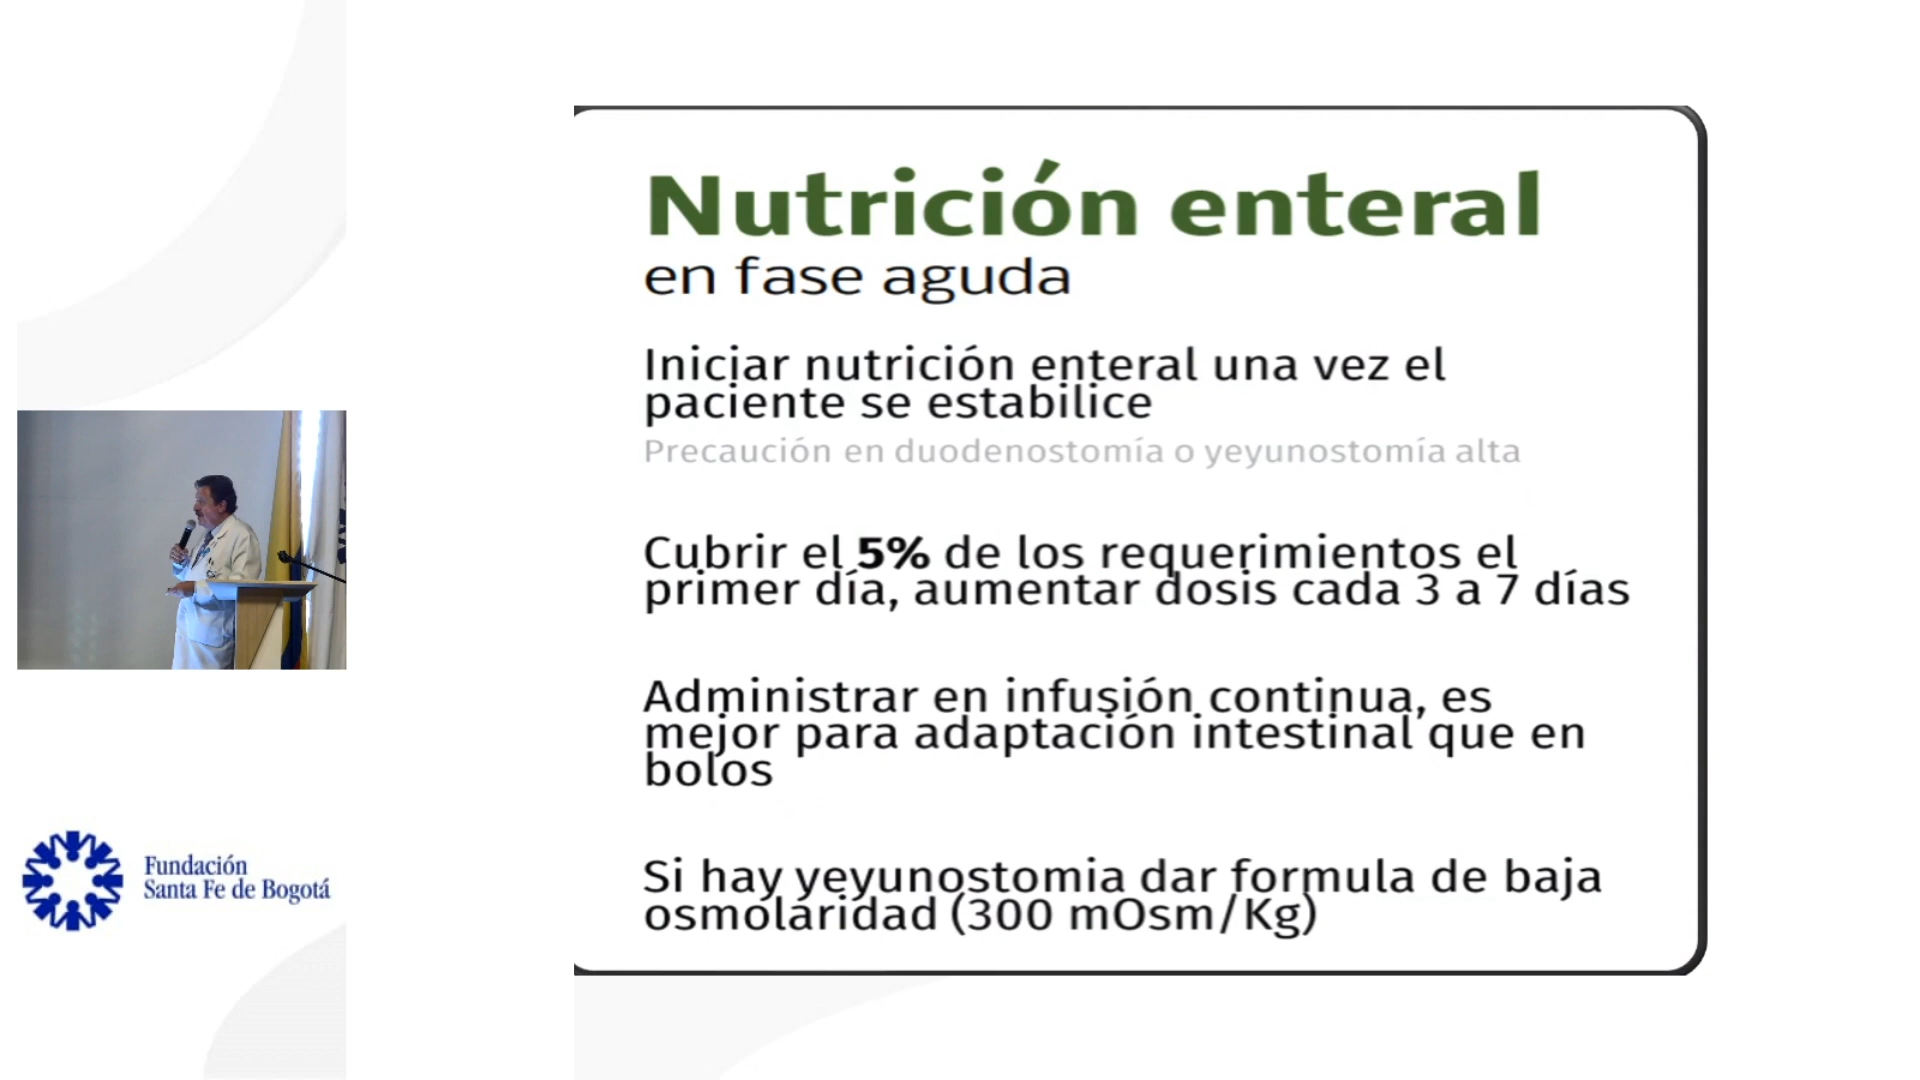 Nutrición enteral
en fase aguda
Iniciar nutrición enteral una vez el
paciente se estabilice
Precaución en duodenostomía o yeyunostomía alta
Cubrir el 5% de los requerimientos el
primer día, aumentar dosis cada 3 a 7 días
Administrar en infusión continua, es
mejor para adaptación intestinal que en
bolos
Si hay yeyunostomia dar formula de baja
osmolaridad (300 mOsm/Kg)
Fundación
Santa Fe de Bogotá